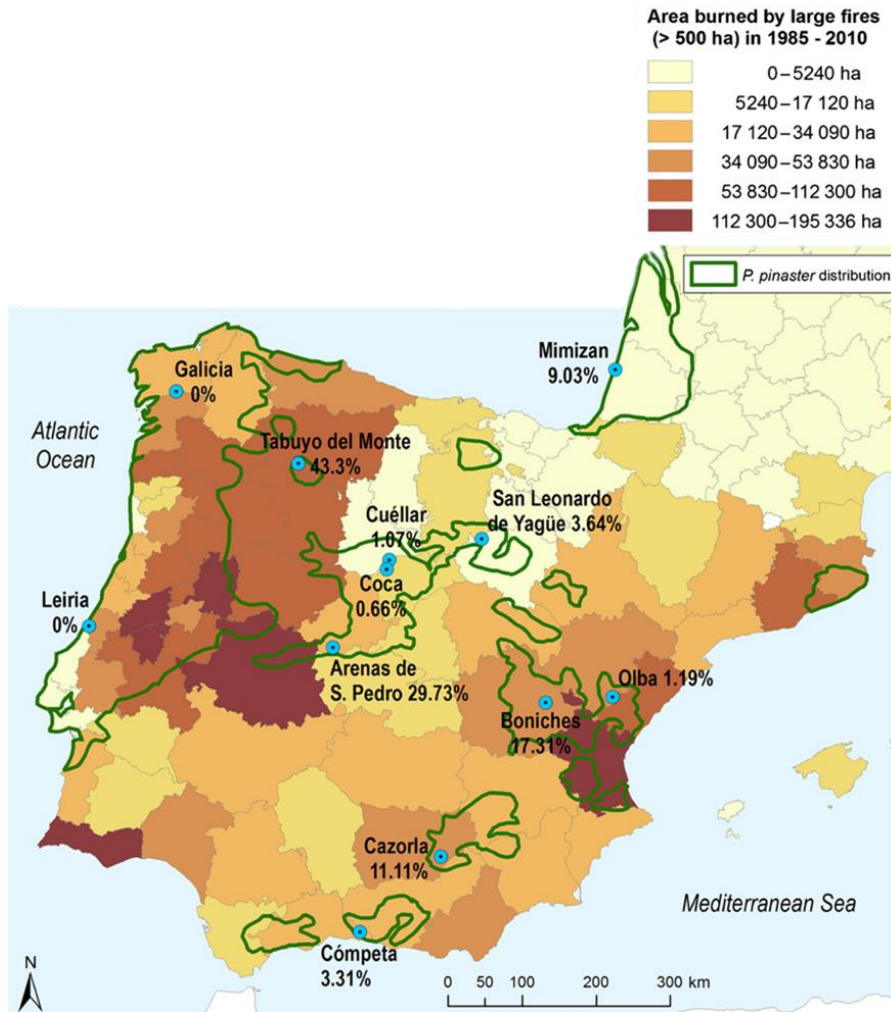 Area burned by large fires
(> 500 ha) in 1985 - 2010
0–5240 ha
5240–17 120 ha
17 120–34 090 ha
34 090–53 830 ha
53 830–112 300 ha
112 300–195 336 ha
P. pinaster distribution
Mimizan
9.03%
Galicia
0%
Atlantic
Ocean
Tabuyo del Monte
43.3%
San Leonardo
de Yagüe 3.64%
Cuéllar
1.07%
Coca
0.66%
Leiria
0%
Arenas de
S. Pedro 29.73%
Olba 1.19%
Boniches
17.31%
Cazorla
11.11%
Mediterranean Sea
Cómpeta
3.31%
N
0 50 100 200 300 km